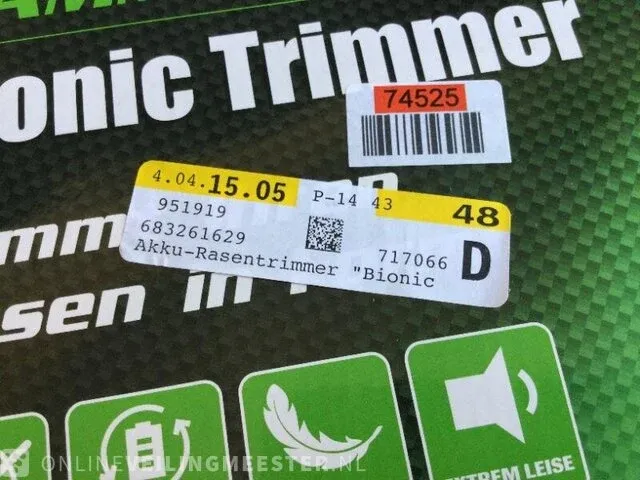 onic Trimmer
74525
4.04.15.05 P-14 43 48
951919
683261629 717066 D
Akku-Rasentrimmer "Bionic
sen in
EXTREM LEISE
ONLINEVEILINGMEESTER.NL